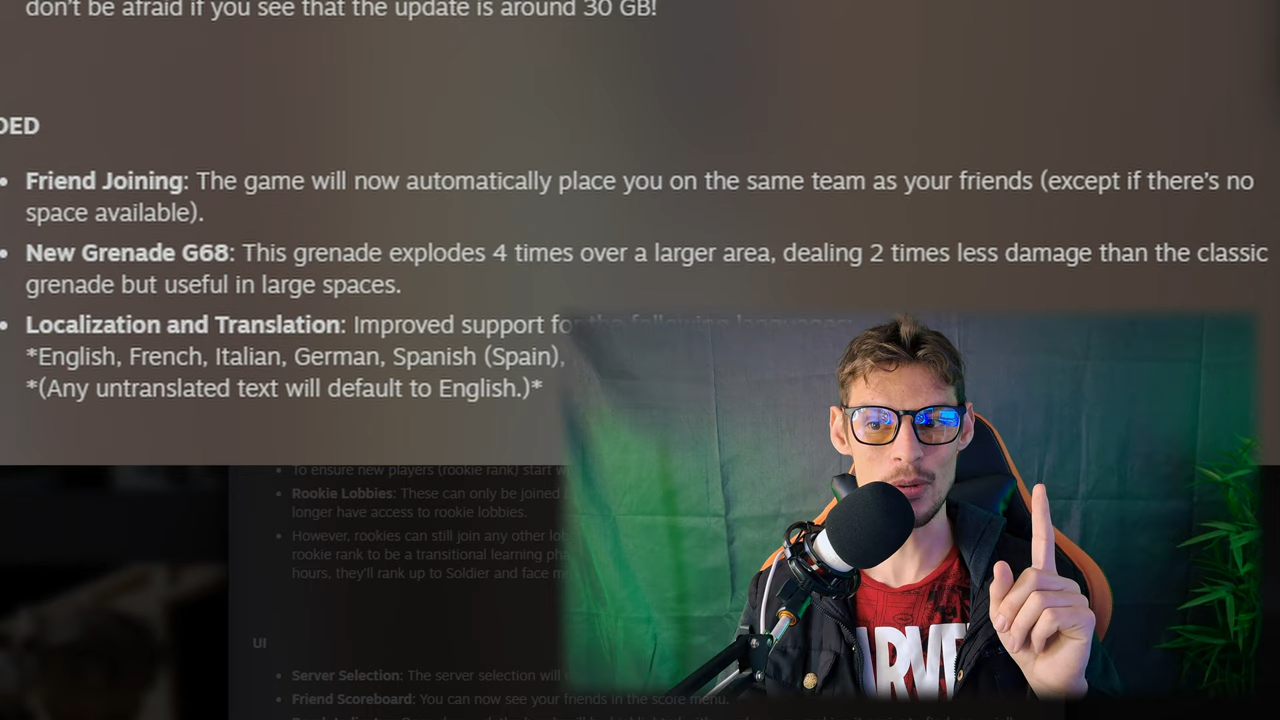 don't be afraid if you see that the update is around 30 GB!
DED
• Friend Joining: The game will now automatically place you on the same team as your friends (except if there's no
space available).
• New Grenade G68: This grenade explodes 4 times over a larger area, dealing 2 times less damage than the classic
grenade but useful in large spaces.
• Localization and Translation: Improved support for the following languages:
*English, French, Italian, German, Spanish (Spain),
*(Any untranslated text will default to English.)*
• To ensure new players (rookie rank) start w
• Rookie Lobbies: These can only be joined
longer have access to rookie lobbies.
• However, rookies can still join any other lob
rookie rank to be a transitional learning pha
hours, they'll rank up to Soldier and face m
UI
• Server Selection: The server selection will
• Friend Scoreboard: You can now see your friends in the score menu.
MARVEL